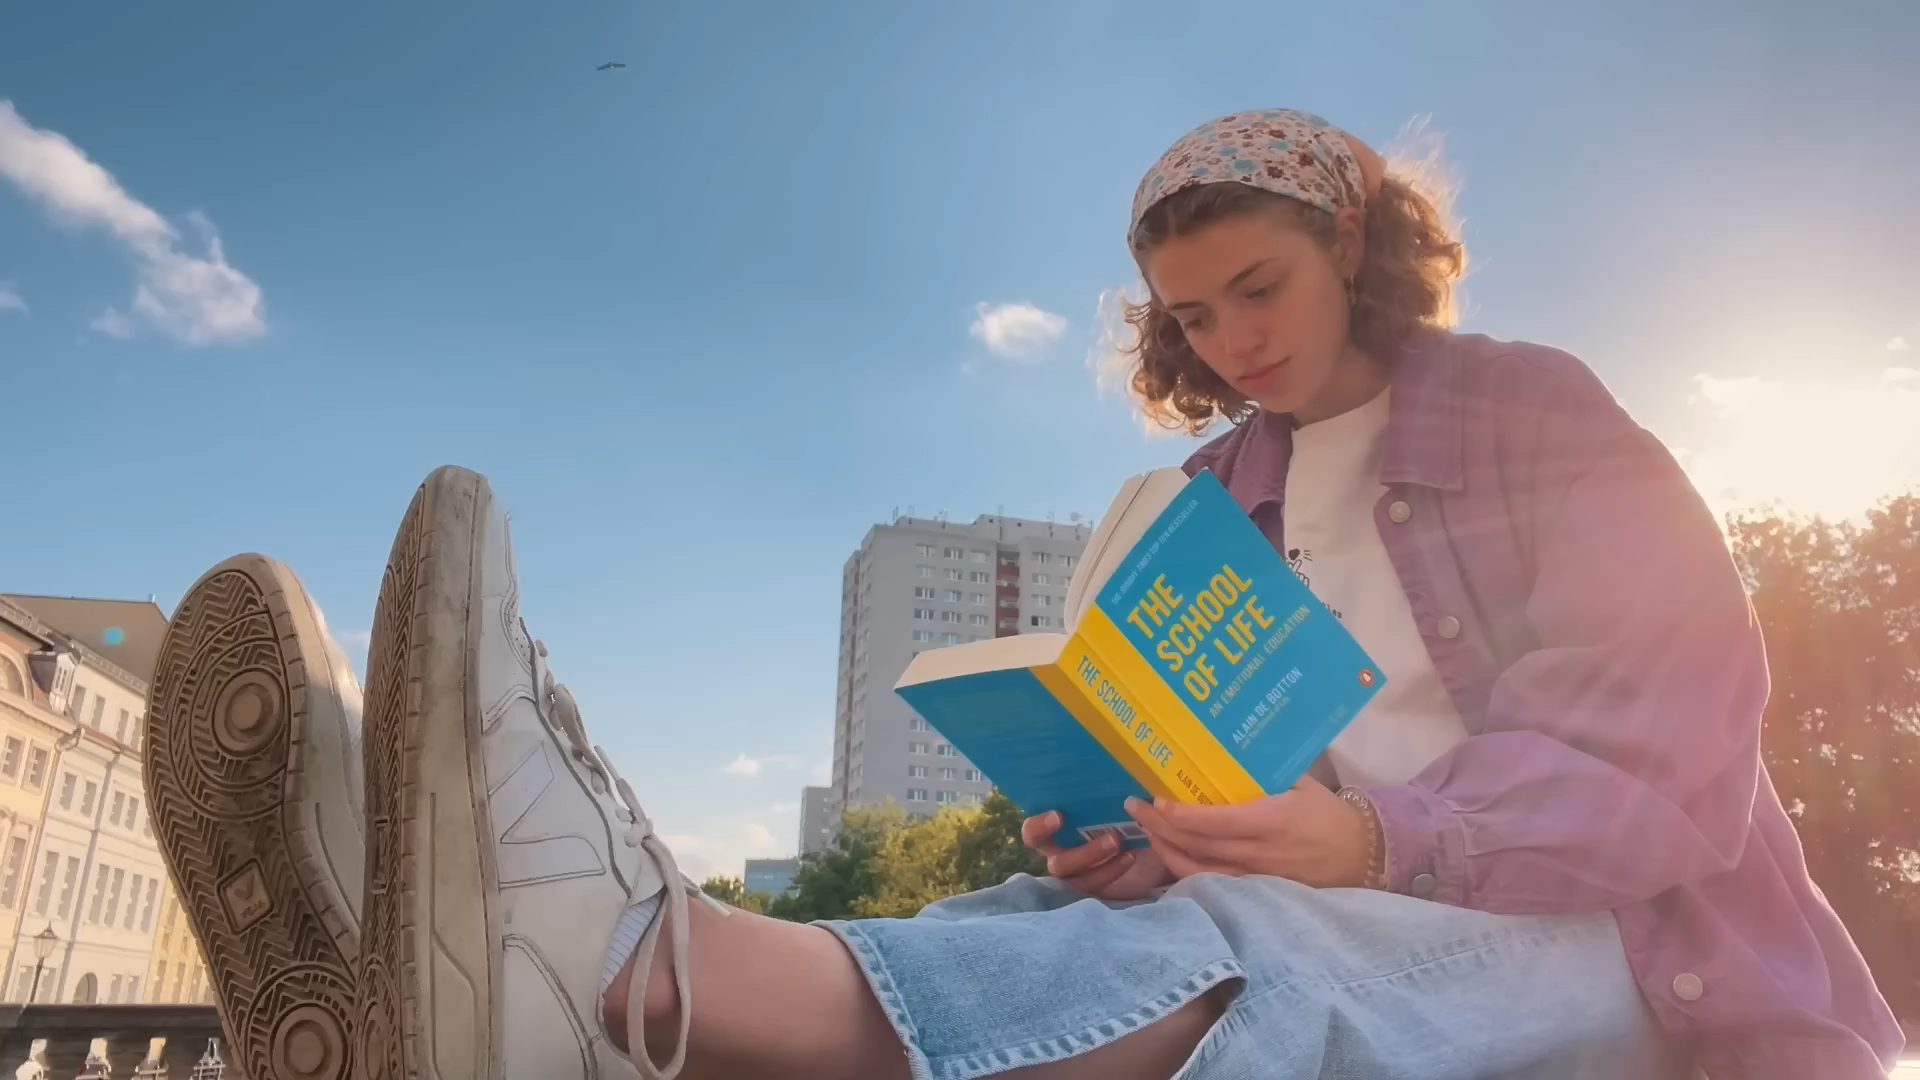 THE SUNDAY TIMES TOP TEN BESTSELLER
THE
SCHOOL
OF LIFE
AN EMOTIONAL EDUCATION
ALAIN DE BOTTON
THE SCHOOL OF LIFE
ALAIN DE BOTT